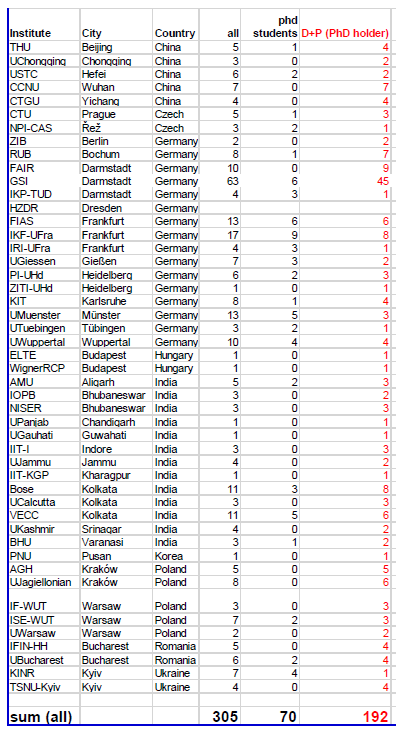 phd
Institute City Country all students D+P (PhD holder)
THU Beijing China 5 1 4
UChongqing Chongqing China 3 0 2
USTC Hefei China 6 2 2
CCNU Wuhan China 7 0 7
CTGU Yichang China 4 0 4
CTU Prague Czech 5 1 3
NPI-CAS Řež Czech 3 2 1
ZIB Berlin Germany 2 0 2
RUB Bochum Germany 8 1 7
FAIR Darmstadt Germany 10 0 9
GSI Darmstadt Germany 63 6 45
IKP-TUD Darmstadt Germany 4 3 1
HZDR Dresden Germany
FIAS Frankfurt Germany 13 6 6
IKF-UFra Frankfurt Germany 17 9 8
IRI-UFra Frankfurt Germany 4 3 1
UGiessen Gießen Germany 7 3 2
PI-UHd Heidelberg Germany 6 2 3
ZITI-UHd Heidelberg Germany 1 0 1
KIT Karlsruhe Germany 8 1 4
UMuenster Münster Germany 13 5 3
UTuebingen Tübingen Germany 3 2 1
UWuppertal Wuppertal Germany 10 4 4
ELTE Budapest Hungary 1 0 1
WignerRCP Budapest Hungary 1 0 1
AMU Aligarh India 5 2 3
IOPB Bhubaneswar India 3 0 2
NISER Bhubaneswar India 3 0 3
UPanjab Chandigarh India 1 0 1
UGauhati Guwahati India 1 0 1
IIT-I Indore India 3 0 3
UJammu Jammu India 4 0 2
IIT-KGP Kharagpur India 1 0 1
Bose Kolkata India 11 3 8
UCalcutta Kolkata India 3 0 3
VECC Kolkata India 11 5 6
UKashmir Srinagar India 4 0 2
BHU Varanasi India 3 1 2
PNU Pusan Korea 1 0 1
AGH Kraków Poland 5 0 5
UJagiellonian Kraków Poland 8 0 6
IF-WUT Warsaw Poland 3 0 3
ISE-WUT Warsaw Poland 7 2 3
UWarsaw Warsaw Poland 2 0 2
IFIN-HH Bucharest Romania 5 0 4
UBucharest Bucharest Romania 6 2 4
KINR Kyiv Ukraine 7 4 1
TSNU-Kyiv Kyiv Ukraine 4 0 4
sum (all) 305 70 192